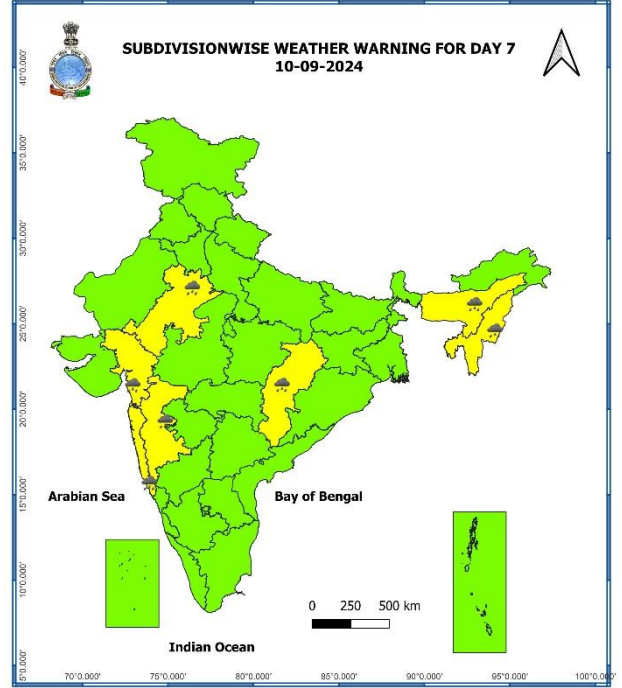 SUBDIVISIONWISE WEATHER WARNING FOR DAY 7
10-09-2024
40°0.000'
35°0.000'
30°0.000'
25°0.000'
20°0.000'
15°0.000'
10°0.000'
5°0.000'
Arabian Sea
Bay of Bengal
0 250 500 km
Indian Ocean
70°0.000' 75°0.000' 80°0.000' 85°0.000' 90°0.000' 95°0.000' 100°0.000'